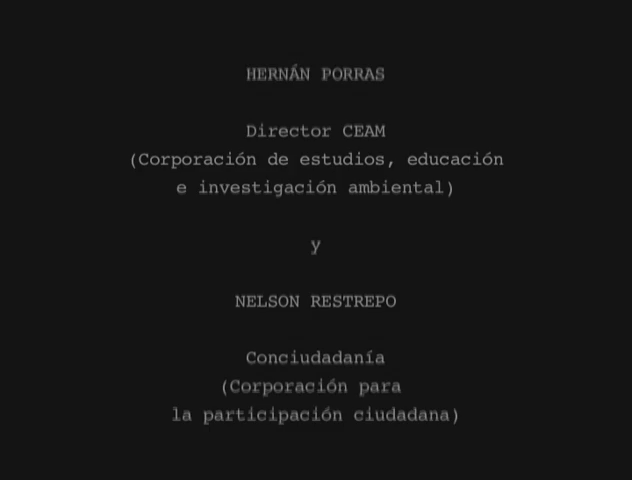 HERNÁN PORRAS
Director CEAM
(Corporación de estudios, educación
e investigación ambiental)
y
NELSON RESTREPO
Conciudadanía
(Corporación para
la participación ciudadana)